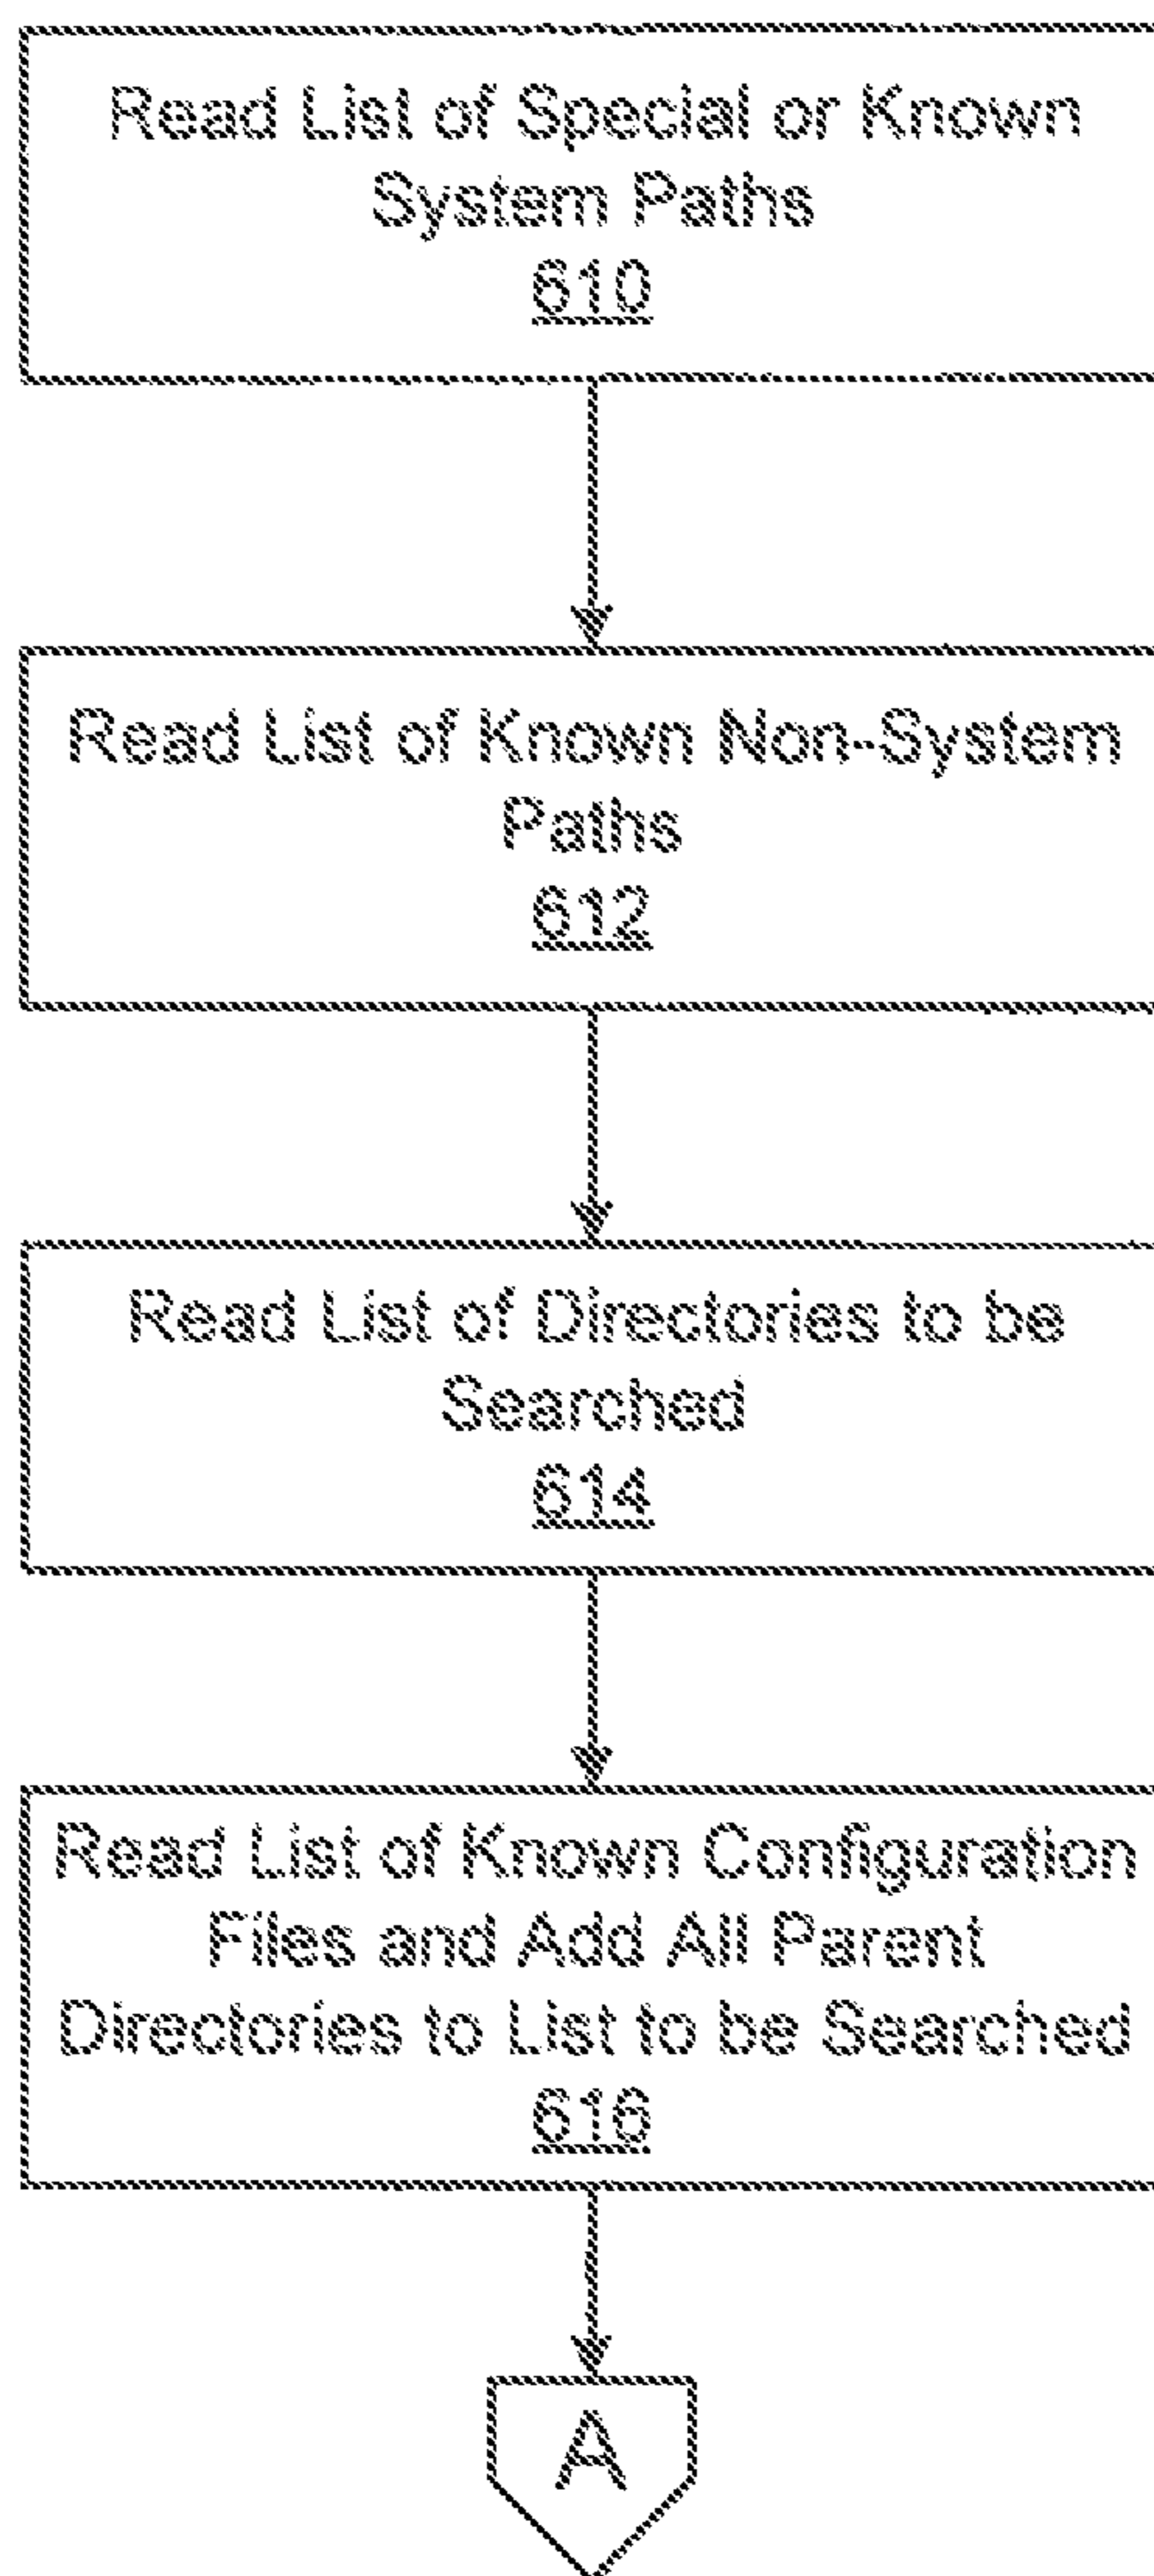 Read List of Special or Known
System Paths
610
Read List of Known Non-System
Paths
612
Read List of Directories to be
Searched
614
Read List of Known Configuration
Files and Add All Parent
Directories to List to be Searched
616
A